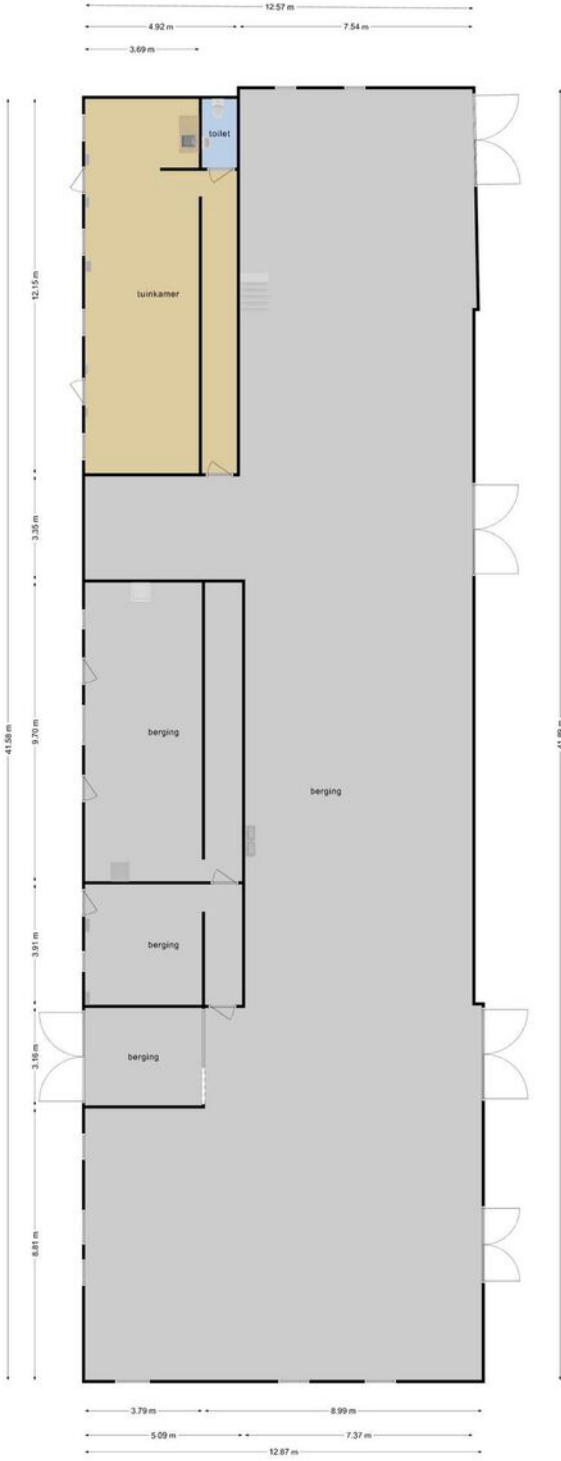 12.57 m
4.92 m
7.54 m
3.69 m
toilet
12.15 m
tuinkamer
3.35 m
9.70 m
berging
41.58 m
41.89 m
berging
3.91 m
berging
3.16 m
berging
8.81 m
3.79 m
8.99 m
5.09 m
7.37 m
12.87 m